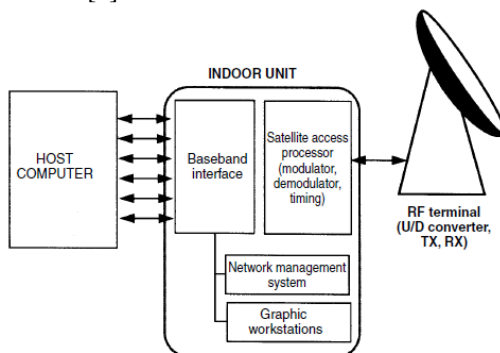 INDOOR UNIT
HOST
COMPUTER
Baseband
interface
Satellite access
processor
(modulator,
demodulator,
timing)
Network management
system
Graphic
workstations
RF terminal
(U/D converter,
TX, RX)